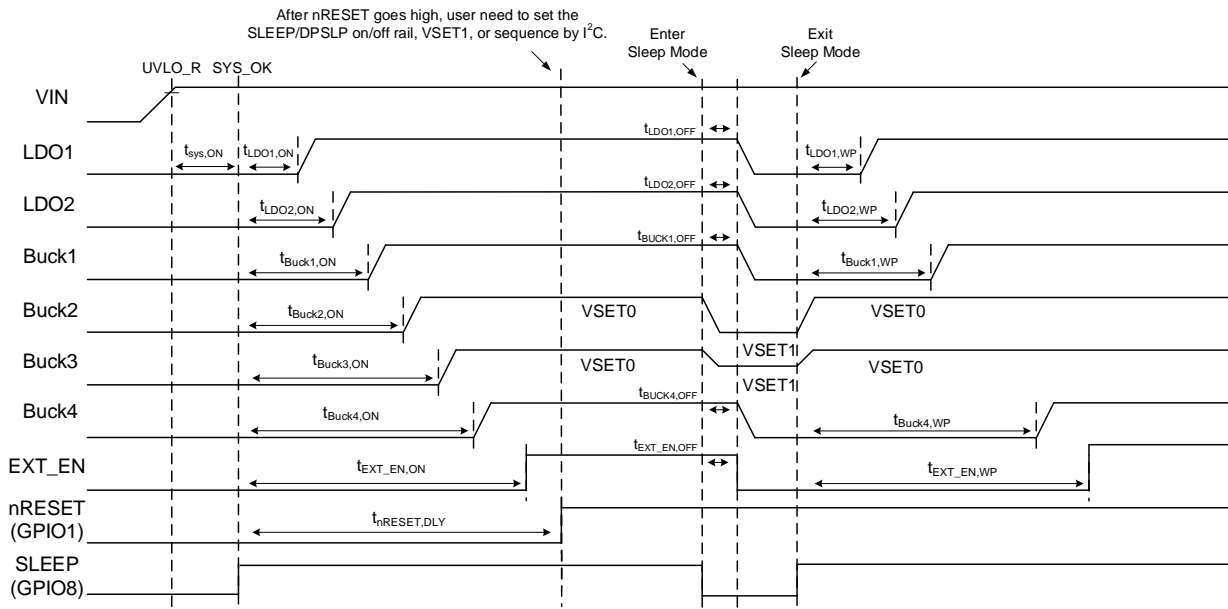 After nRESET goes high, user need to set the
SLEEP/DPSLP on/off rail, VSET1, or sequence by I²C.
Enter
Sleep Mode
Exit
Sleep Mode
UVLO_R SYS_OK
VIN
LDO1 tsys,ON tLDO1,ON tLDO1,OFF tLDO1,WP
LDO2 tLDO2,ON tLDO2,OFF tLDO2,WP
Buck1 tBuck1,ON tBUCK1,OFF tBuck1,WP
Buck2 tBuck2,ON VSET0 VSET0
VSET1
Buck3 tBuck3,ON VSET0 VSET0
VSET1
Buck4 tBuck4,ON tBUCK4,OFF tBuck4,WP
EXT_EN tEXT_EN,ON tEXT_EN,OFF tEXT_EN,WP
nRESET
(GPIO1) tnRESET,DLY
SLEEP
(GPIO8)